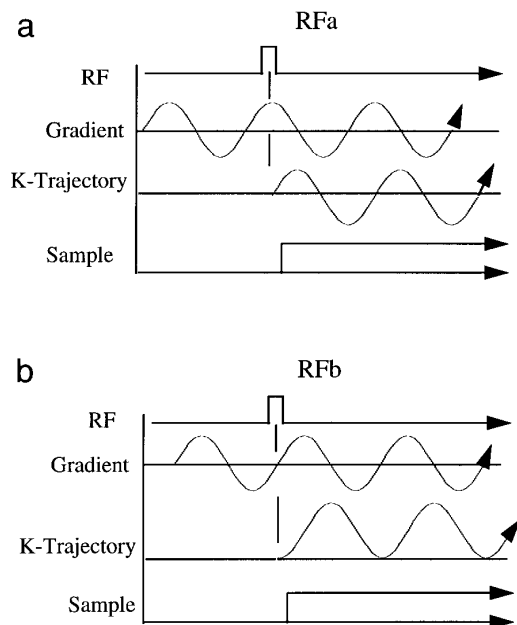 a
RFa
RF
Gradient
K-Trajectory
Sample
b
RFb
RF
Gradient
K-Trajectory
Sample